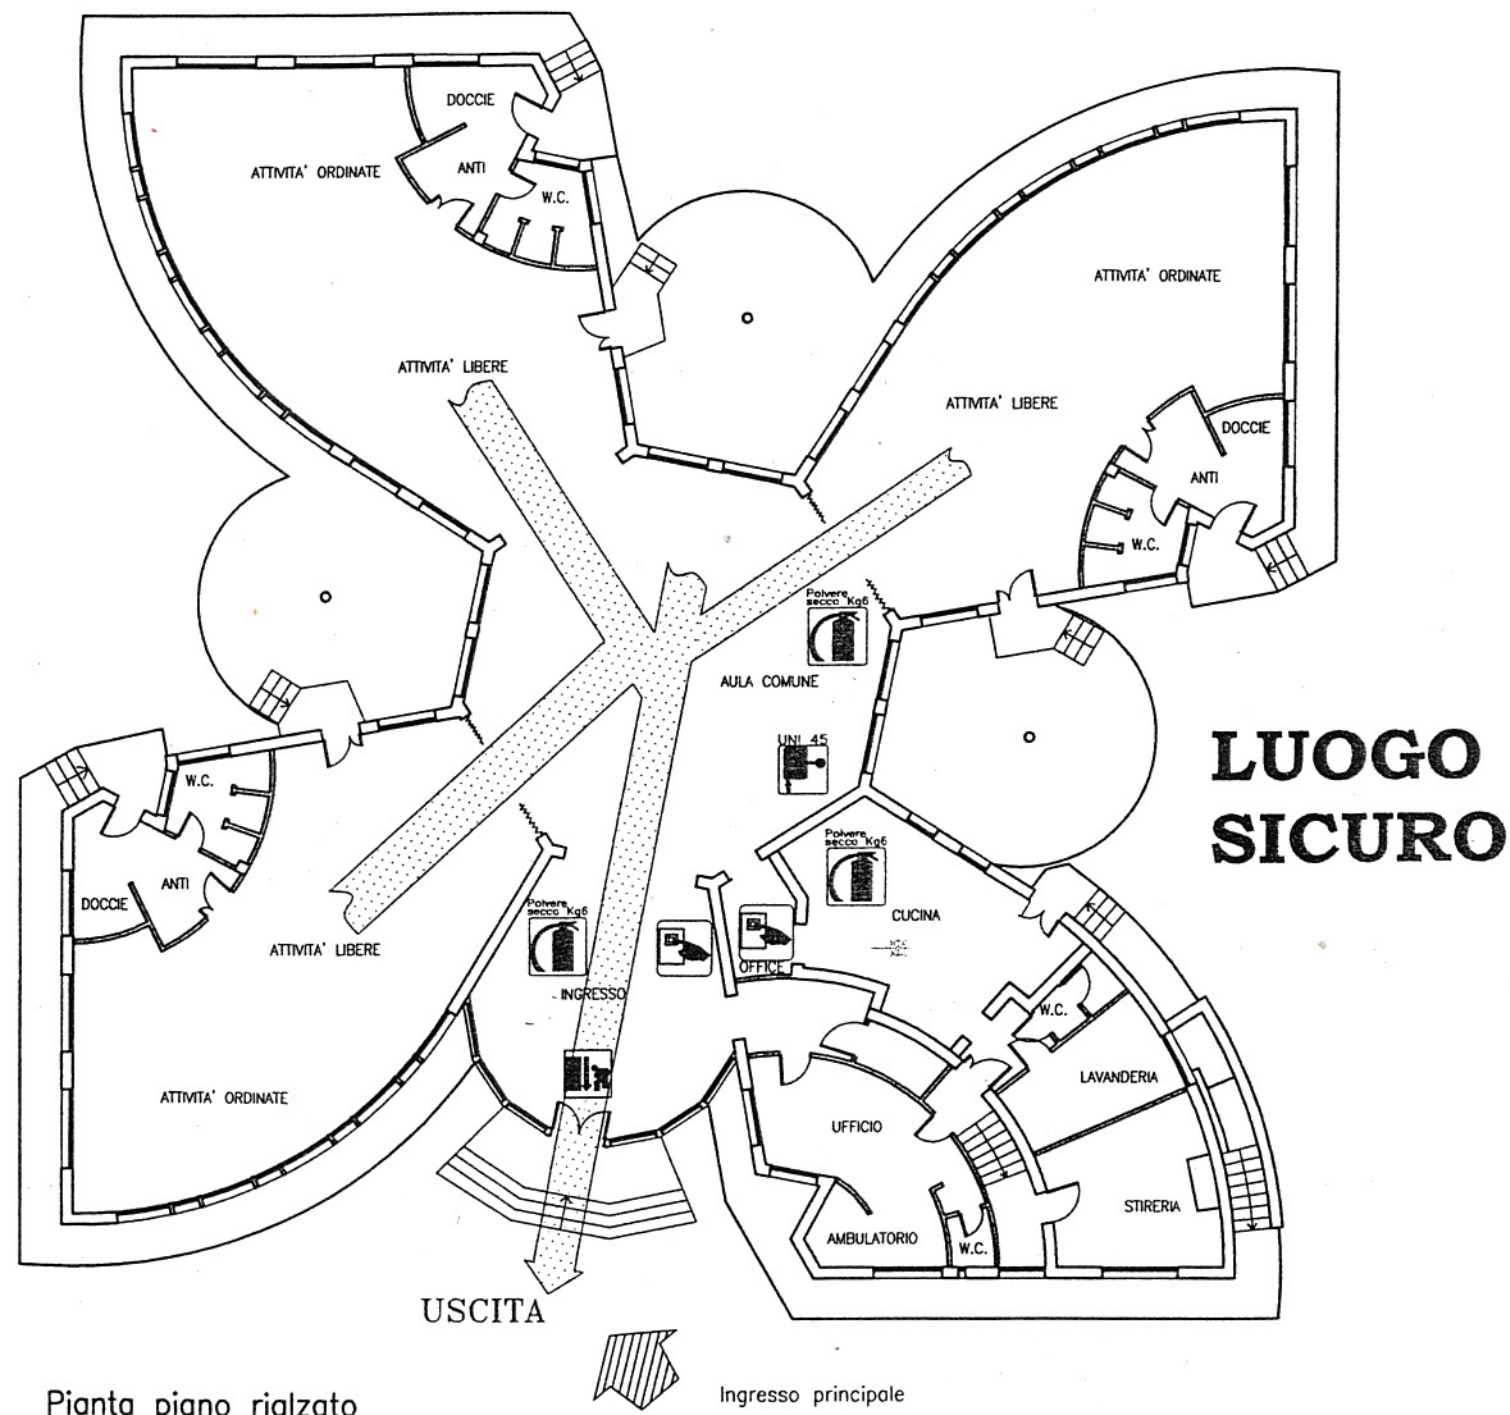 DOCCIE
ATTIVITA' ORDINATE
ANTI
W.C.
ATTIVITA' LIBERE
ATTIVITA' ORDINATE
ATTIVITA' LIBERE
DOCCIE
ANTI
W.C.
Polvere
secco Kg6
AULA COMUNE
UNI 45
LUOGO
SICURO
W.C.
ANTI
DOCCIE
ATTIVITA' LIBERE
ATTIVITA' ORDINATE
Polvere
secco Kg6
CUCINA
Polvere
secco Kg6
OFFICE
INGRESSO
W.C.
LAVANDERIA
UFFICIO
STIRERIA
AMBULATORIO
W.C.
USCITA
Ingresso principale
Pianta piano rialzato